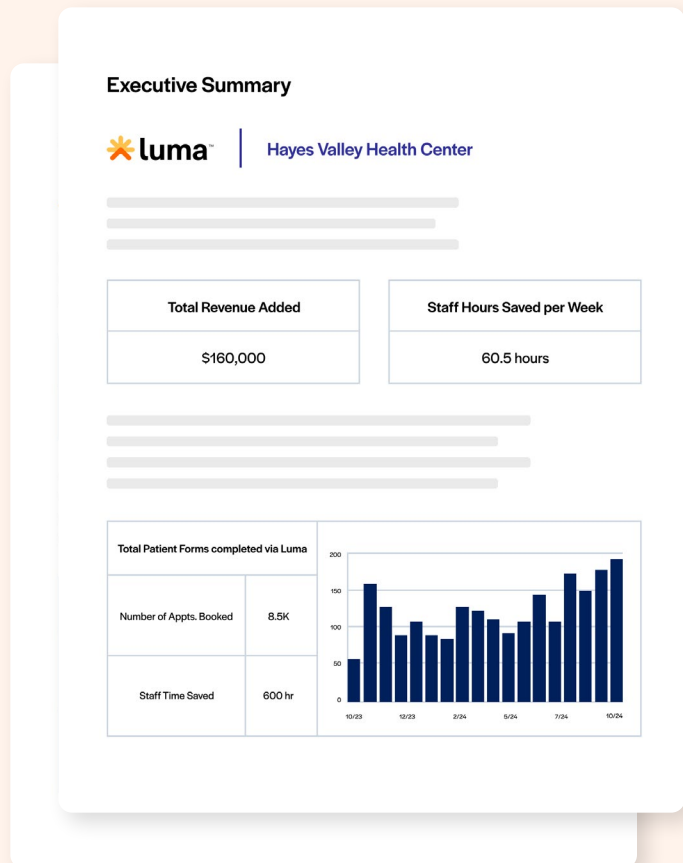 Executive Summary
luma™ Hayes Valley Health Center
Total Revenue Added
$160,000
Staff Hours Saved per Week
60.5 hours
Total Patient Forms completed via Luma
Number of Appts. Booked 8.5K
Staff Time Saved 600 hr
200
150
100
50
0
10/23 12/23 2/24 5/24 7/24 10/24